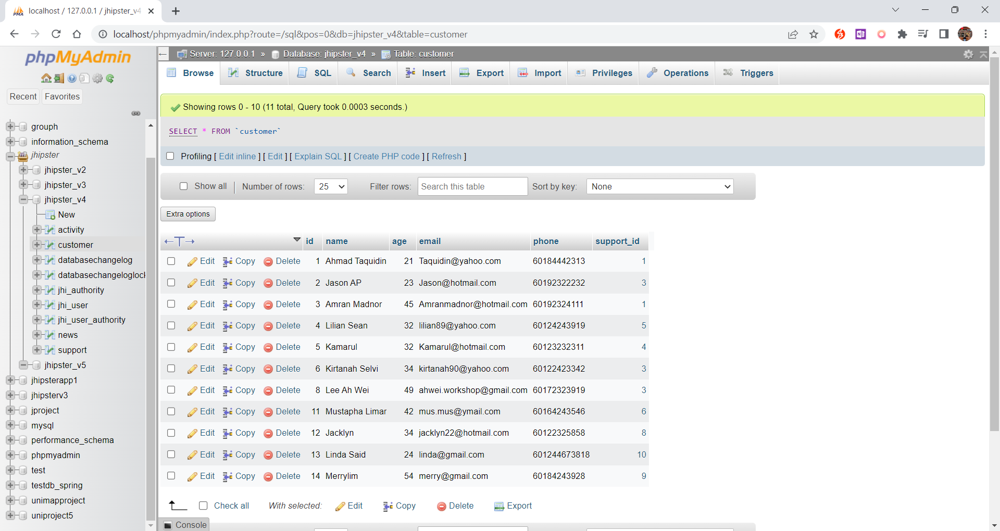 localhost / 127.0.0.1 / jhipster_v4
localhost/phpmyadmin/index.php?route=/sql&pos=0&db=jhipster_v4&table=customer
phpMyAdmin
Recent Favorites
grouph
information_schema
jhipster
jhipster_v2
jhipster_v3
jhipster_v4
New
activity
customer
databasechangelog
databasechangeloglock
jhi_authority
jhi_user
jhi_user_authority
news
support
jhipster_v5
jhipsterapp1
jhipsterv3
jproject
mysql
performance_schema
phpmyadmin
test
testdb_spring
unimapproject
uniproject5
Server: 127.0.0.1 » Database: jhipster_v4 » Table: customer
Browse Structure SQL Search Insert Export Import Privileges Operations Triggers
Showing rows 0 - 10 (11 total, Query took 0.0003 seconds.)
SELECT * FROM `customer`
Profiling [ Edit inline ] [ Edit ] [ Explain SQL ] [ Create PHP code ] [ Refresh ]
Show all Number of rows: 25 Filter rows: Search this table Sort by key: None
Extra options
id name age email phone support_id
Edit Copy Delete 1 Ahmad Taquidin 21 Taquidin@yahoo.com 60184442313 1
Edit Copy Delete 2 Jason AP 23 Jason@hotmail.com 60192322232 3
Edit Copy Delete 3 Amran Madnor 45 Amranmadnor@hotmail.com 60192324111 1
Edit Copy Delete 4 Lilian Sean 32 lilian89@yahoo.com 60124243919 5
Edit Copy Delete 5 Kamarul 32 Kamarul@hotmail.com 60123232311 4
Edit Copy Delete 6 Kirtanah Selvi 34 kirtanah90@yahoo.com 60122423342 3
Edit Copy Delete 8 Lee Ah Wei 49 ahwei.workshop@gmail.com 60172323919 3
Edit Copy Delete 11 Mustapha Limar 42 mus.mus@ymail.com 60164243546 6
Edit Copy Delete 12 Jacklyn 34 jacklyn22@hotmail.com 60122325858 8
Edit Copy Delete 13 Linda Said 24 linda@gmail.com 601244673818 10
Edit Copy Delete 14 Merrylim 54 merry@gmail.com 60184243928 9
Check all With selected: Edit Copy Delete Export
Console